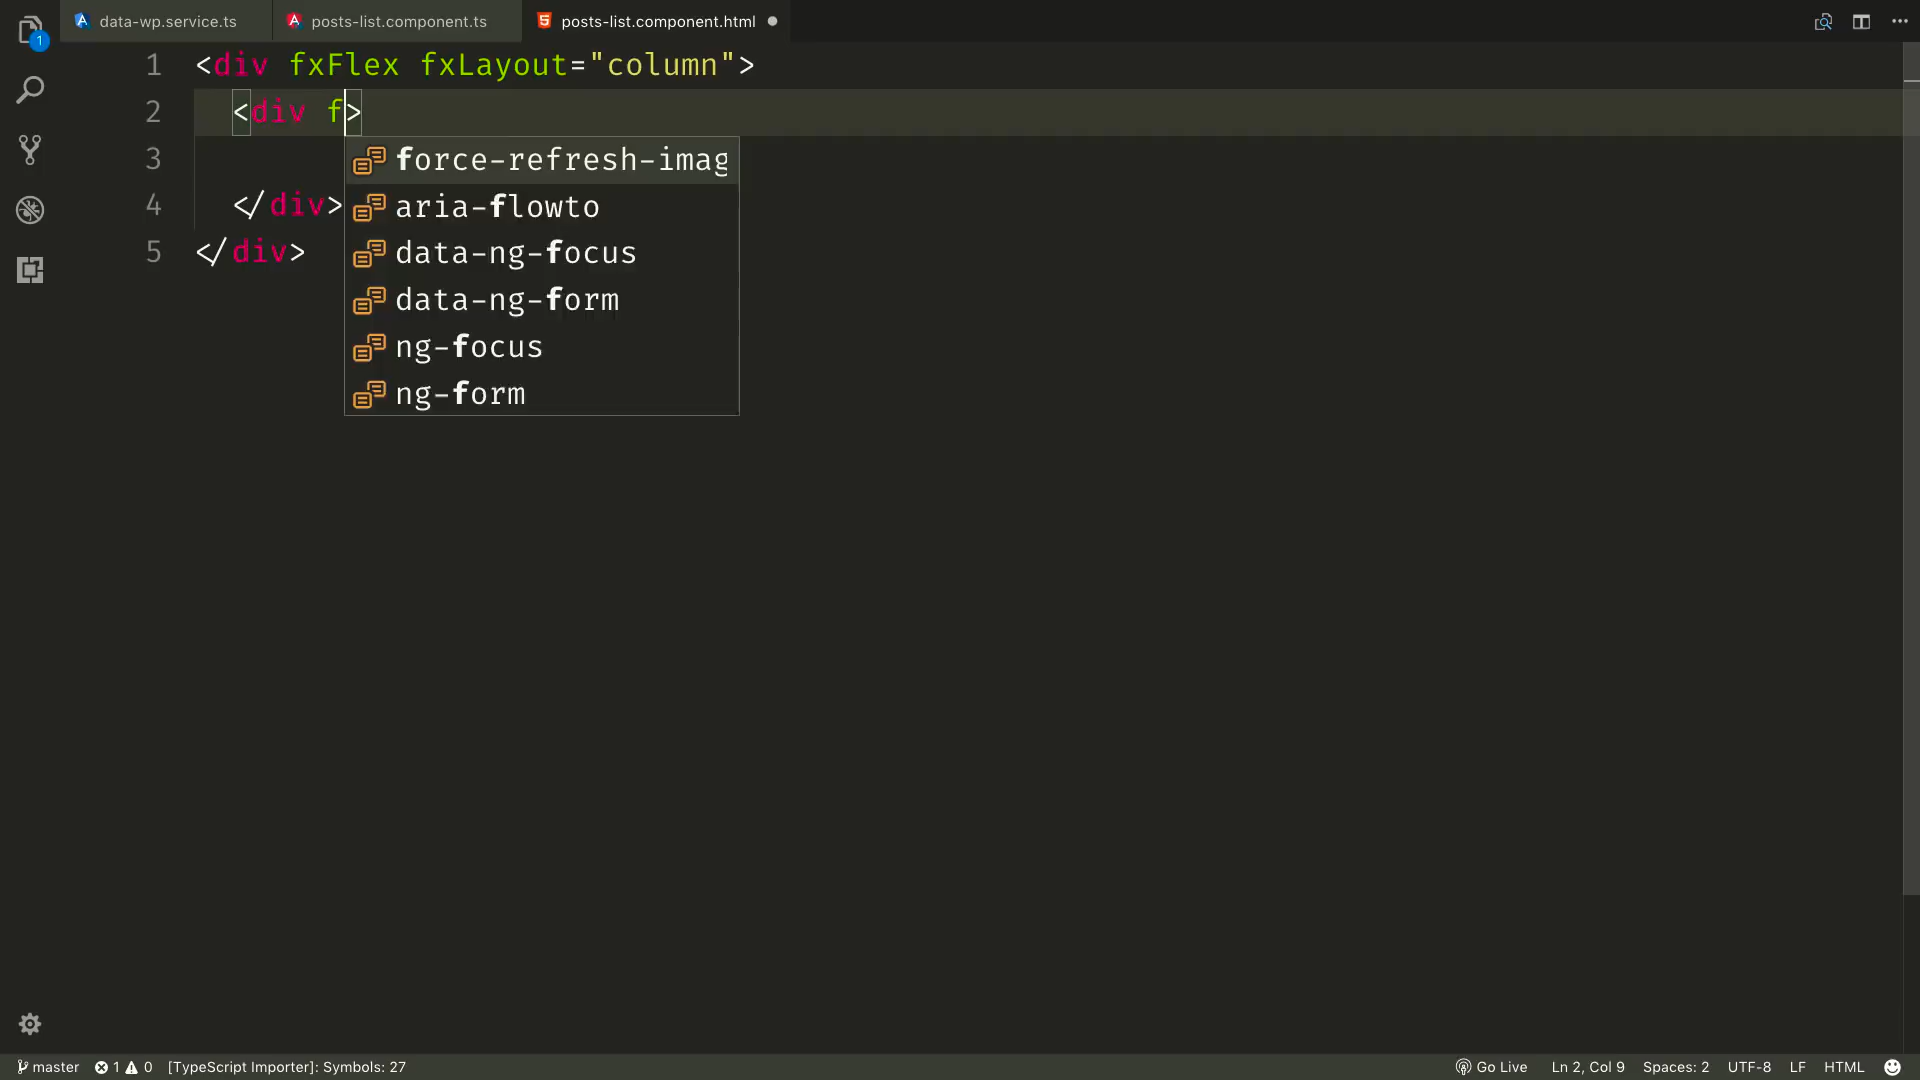 data-wp.service.ts posts-list.component.ts posts-list.component.html
1
1 <div fxFlex fxLayout="column">
2 <div f>
3 force-refresh-imag
4 </div> aria-flowto
5 </div> data-ng-focus
data-ng-form
ng-focus
ng-form
master 1 0 [TypeScript Importer]: Symbols: 27 Go Live Ln 2, Col 9 Spaces: 2 UTF-8 LF HTML